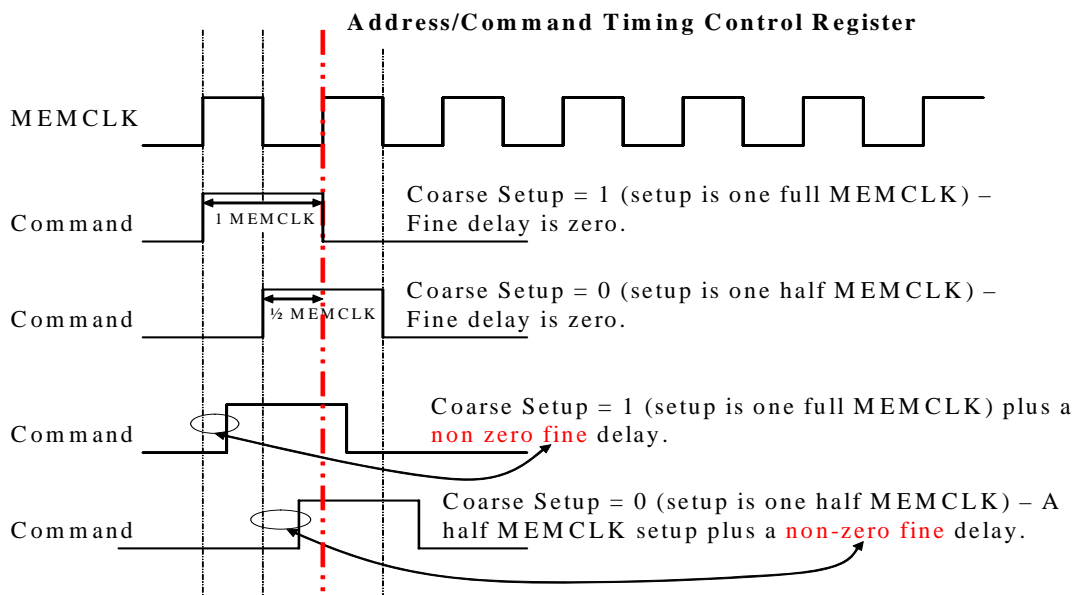 Address/Command Timing Control Register
MEMCLK
Command
1 MEMCLK
Coarse Setup = 1 (setup is one full MEMCLK) –
Fine delay is zero.
Command
½ MEMCLK
Coarse Setup = 0 (setup is one half MEMCLK) –
Fine delay is zero.
Command
Coarse Setup = 1 (setup is one full MEMCLK) plus a
non zero fine delay.
Command
Coarse Setup = 0 (setup is one half MEMCLK) – A
half MEMCLK setup plus a non-zero fine delay.